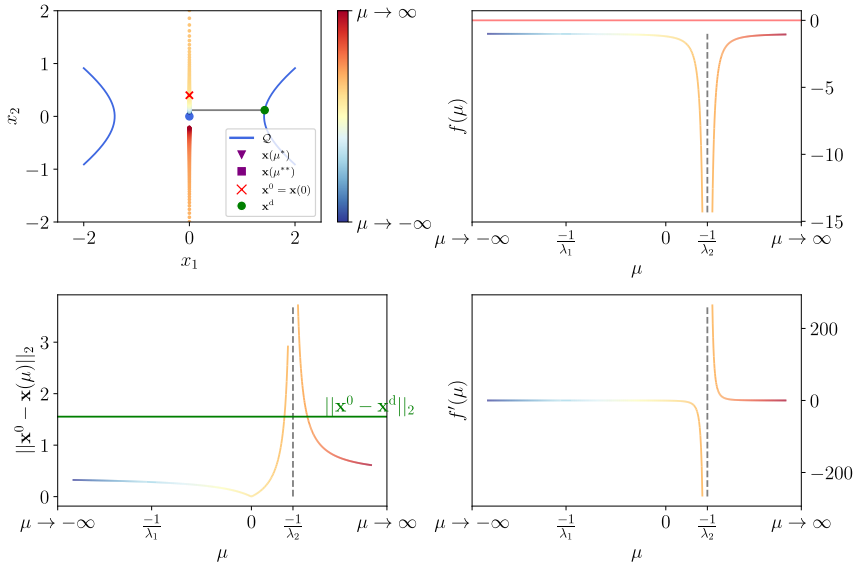 2
1
0
−1
−2
x₂
−2
0
2
x₁
Q
x(μ*)
x(μ**)
x⁰ = x(0)
xᵈ
μ → ∞
μ → −∞
0
−5
−10
−15
f(μ)
μ → −∞
−1/λ₁
0
−1/λ₂
μ → ∞
μ
3
2
1
0
||x⁰ − x(μ)||₂
||x⁰ − xᵈ||₂
μ → −∞
−1/λ₁
0
−1/λ₂
μ → ∞
μ
200
0
−200
f′(μ)
μ → −∞
−1/λ₁
0
−1/λ₂
μ → ∞
μ